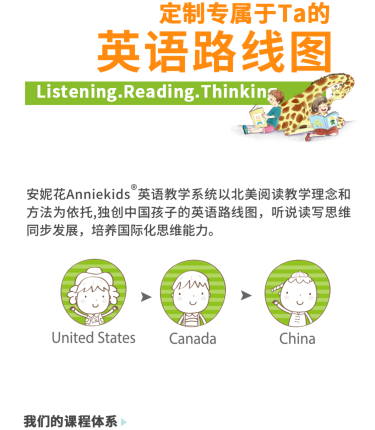 定制专属于Ta的
英语路线图
Listening.Reading.Thinkin
安妮花Anniekids®英语教学系统以北美阅读教学理念和
方法为依托,独创中国孩子的英语路线图，听说读写思维
同步发展，培养国际化思维能力。
United States
Canada
China
我们的课程体系